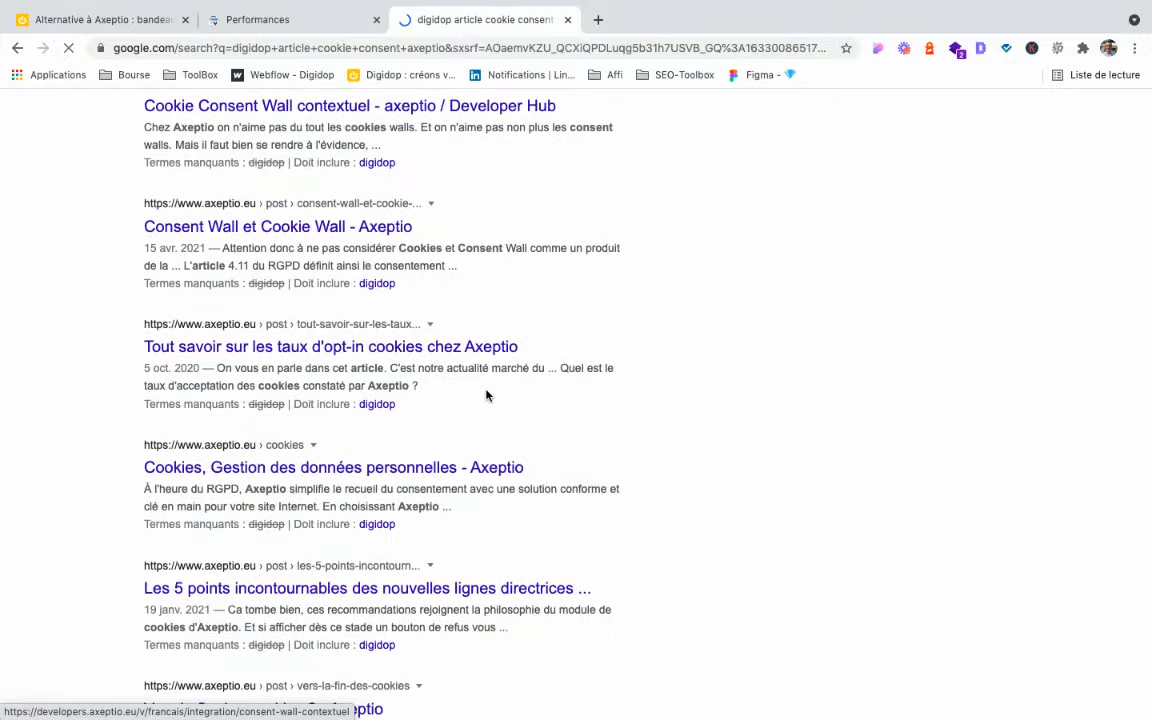 Alternative à Axeptio : bandeau
Performances
digidop article cookie consent
google.com/search?q=digidop+article+cookie+consent+axeptio&sxsrf=AOaemvKZU_QCXiQPDLuqg5b31h7USVB_GQ%3A16330086517...
Applications
Bourse
ToolBox
Webflow - Digidop
Digidop : créons v...
Notifications | Lin...
Affi
SEO-Toolbox
Figma -
Liste de lecture
Cookie Consent Wall contextuel - axeptio / Developer Hub
Chez Axeptio on n'aime pas du tout les cookies walls. Et on n'aime pas non plus les consent
walls. Mais il faut bien se rendre à l'évidence, ...
Termes manquants : digidop | Doit inclure : digidop
https://www.axeptio.eu › post › consent-wall-et-cookie-...
Consent Wall et Cookie Wall - Axeptio
15 avr. 2021 — Attention donc à ne pas considérer Cookies et Consent Wall comme un produit
de la ... L'article 4.11 du RGPD définit ainsi le consentement ...
Termes manquants : digidop | Doit inclure : digidop
https://www.axeptio.eu › post › tout-savoir-sur-les-taux...
Tout savoir sur les taux d'opt-in cookies chez Axeptio
5 oct. 2020 — On vous en parle dans cet article. C'est notre actualité marché du ... Quel est le
taux d'acceptation des cookies constaté par Axeptio ?
Termes manquants : digidop | Doit inclure : digidop
https://www.axeptio.eu › cookies
Cookies, Gestion des données personnelles - Axeptio
À l'heure du RGPD, Axeptio simplifie le recueil du consentement avec une solution conforme et
clé en main pour votre site Internet. En choisissant Axeptio ...
Termes manquants : digidop | Doit inclure : digidop
https://www.axeptio.eu › post › les-5-points-incontourn...
Les 5 points incontournables des nouvelles lignes directrices ...
19 janv. 2021 — Ca tombe bien, ces recommandations rejoignent la philosophie du module de
cookies d'Axeptio. Et si afficher dès ce stade un bouton de refus vous ...
Termes manquants : digidop | Doit inclure : digidop
https://www.axeptio.eu › post › vers-la-fin-des-cookies
eptio
https://developers.axeptio.eu/v/francais/integration/consent-wall-contextuel